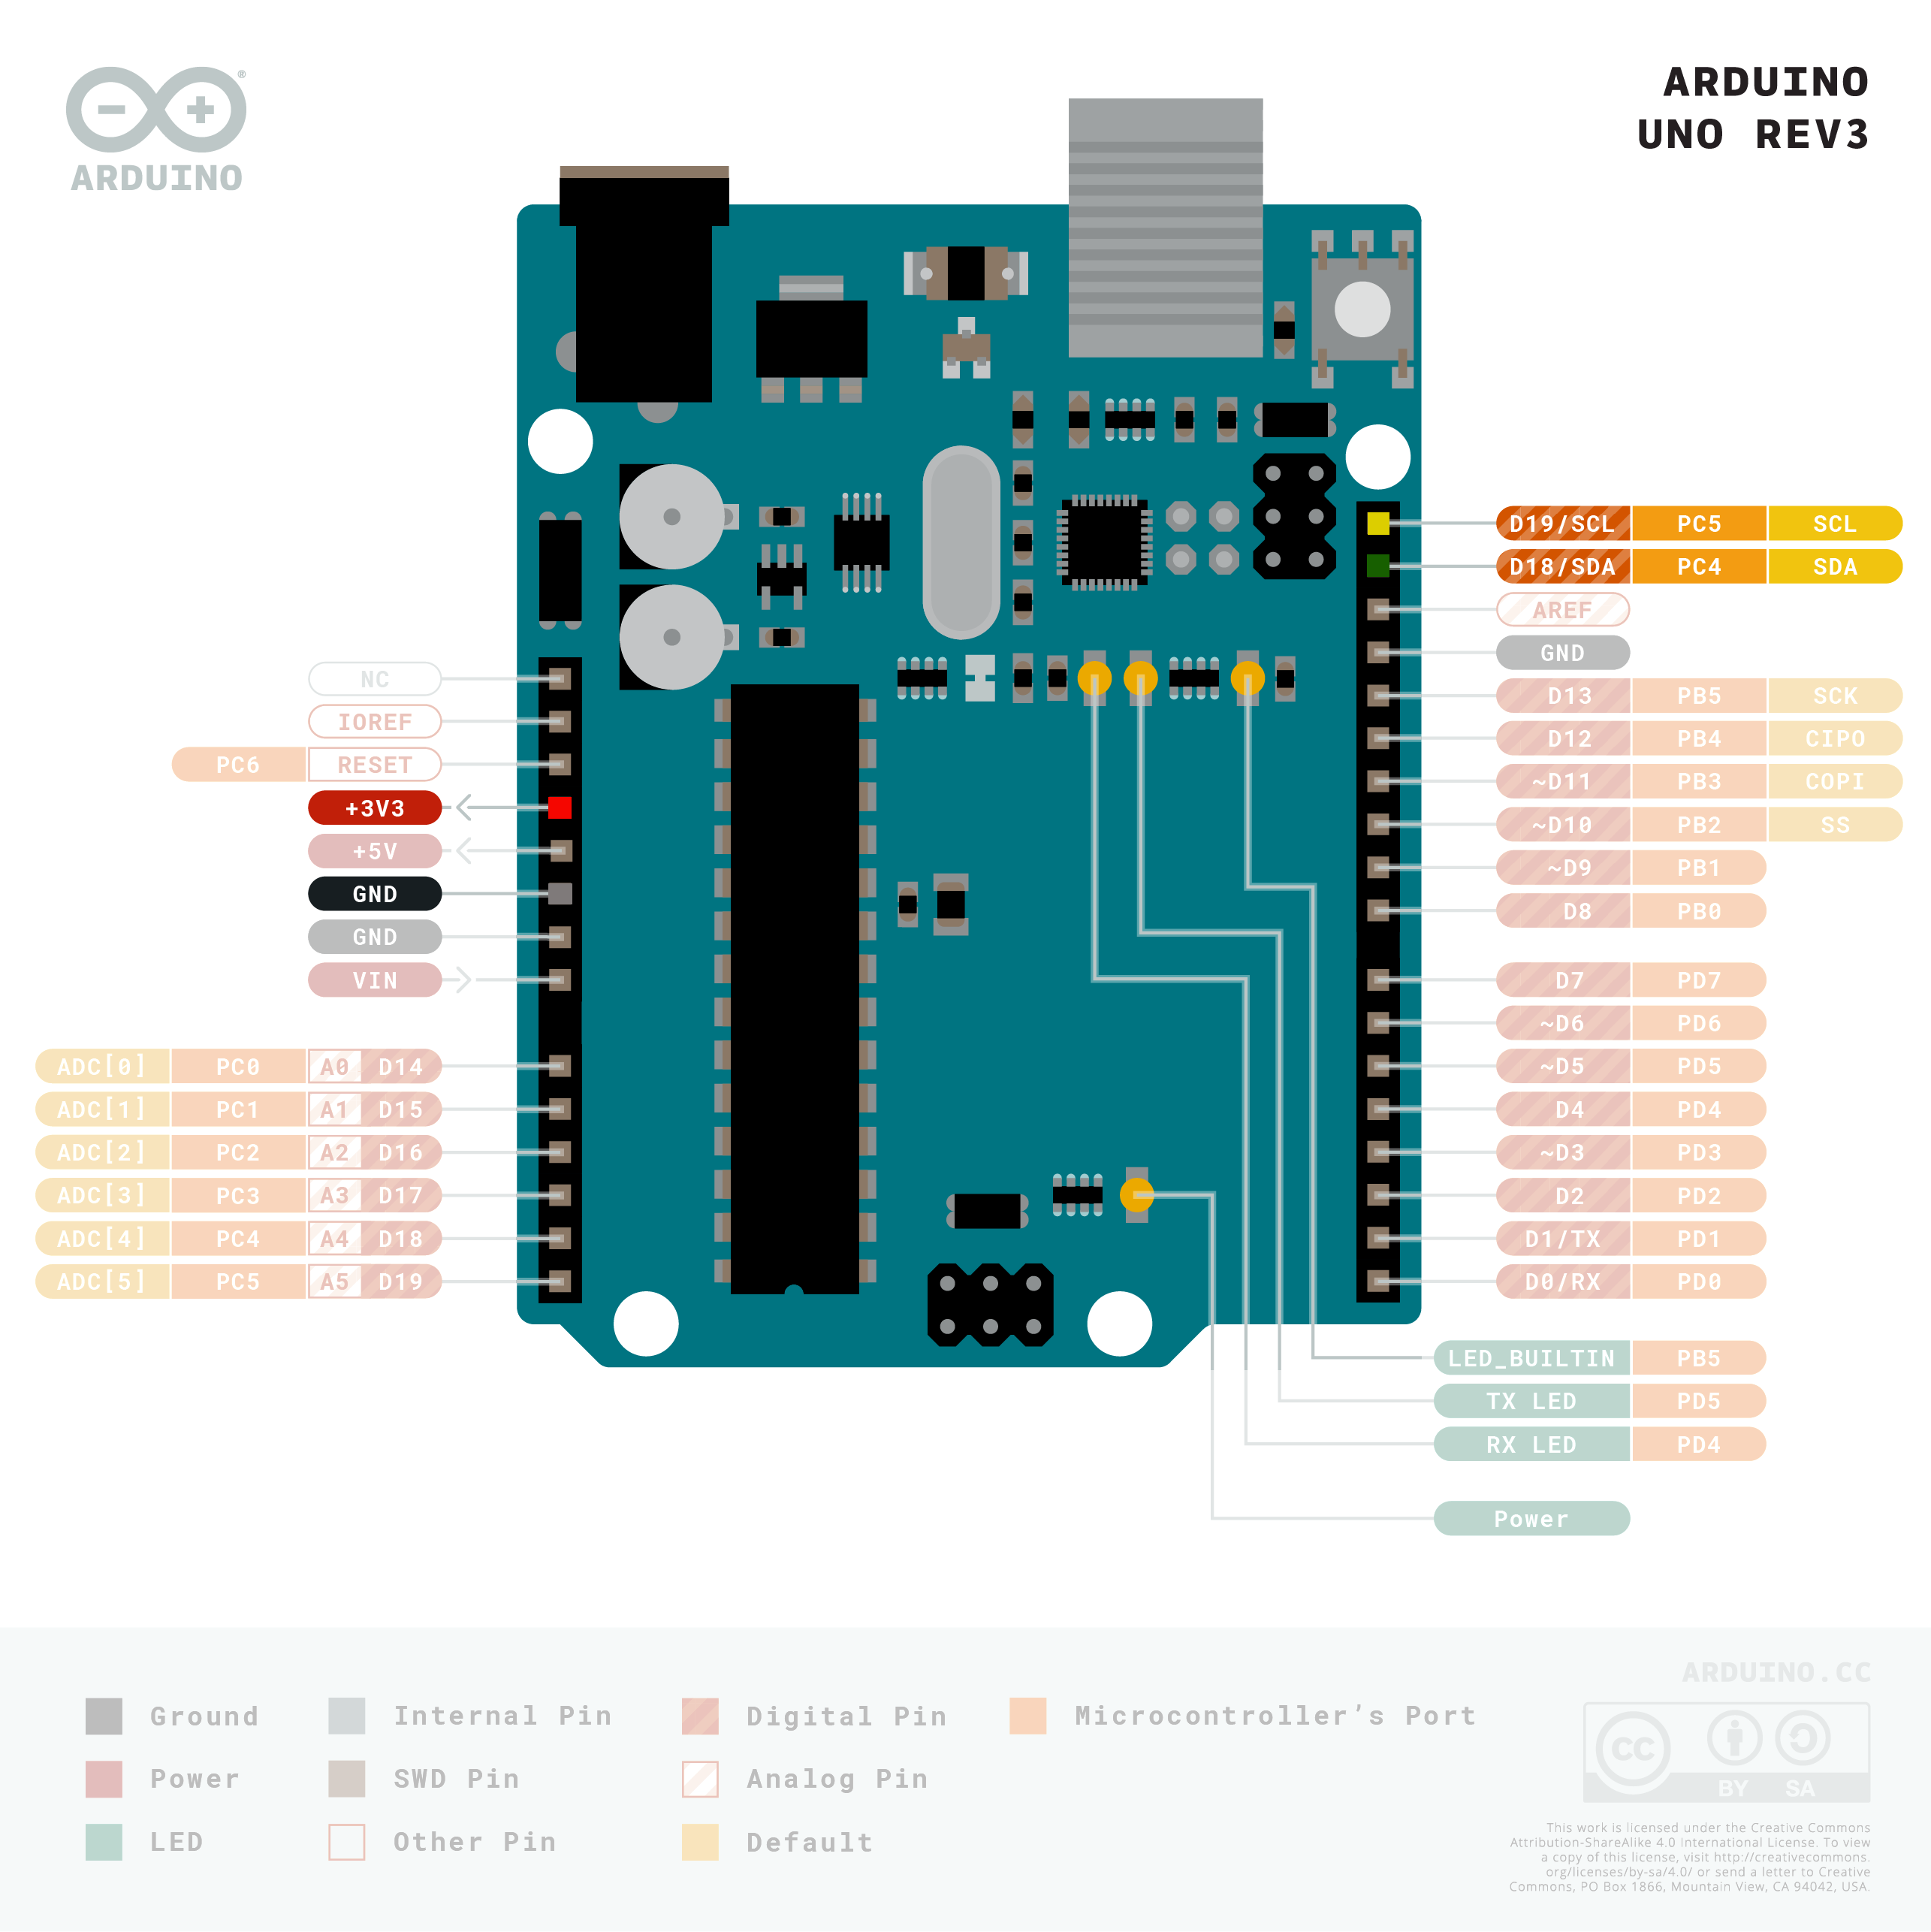 ARDUINO
UNO REV3
®
ARDUINO
D19/SCL PC5 SCL
D18/SDA PC4 SDA
AREF
GND
D13 PB5 SCK
D12 PB4 CIPO
~D11 PB3 COPI
~D10 PB2 SS
~D9 PB1
D8 PB0
D7 PD7
~D6 PD6
~D5 PD5
D4 PD4
~D3 PD3
D2 PD2
D1/TX PD1
D0/RX PD0
NC
IOREF
PC6 RESET
+3V3
+5V
GND
GND
VIN
ADC[0] PC0 A0 D14
ADC[1] PC1 A1 D15
ADC[2] PC2 A2 D16
ADC[3] PC3 A3 D17
ADC[4] PC4 A4 D18
ADC[5] PC5 A5 D19
LED_BUILTIN PB5
TX LED PD5
RX LED PD4
Power
Ground
Power
LED
Internal Pin
SWD Pin
Other Pin
Digital Pin
Analog Pin
Default
Microcontroller’s Port
ARDUINO.CC
CC
BY SA
This work is licensed under the Creative Commons
Attribution-ShareAlike 4.0 International License. To view
a copy of this license, visit http://creativecommons.
org/licenses/by-sa/4.0/ or send a letter to Creative
Commons, PO Box 1866, Mountain View, CA 94042, USA.